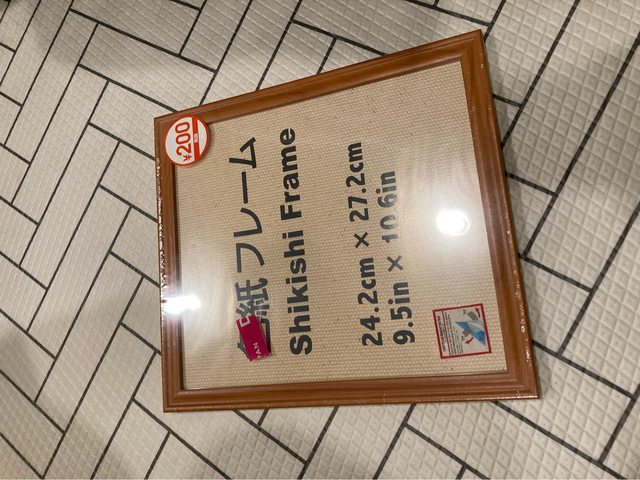 ¥200
色紙フレーム
Shikishi Frame
24.2cm × 27.2cm
9.5in × 10.6in